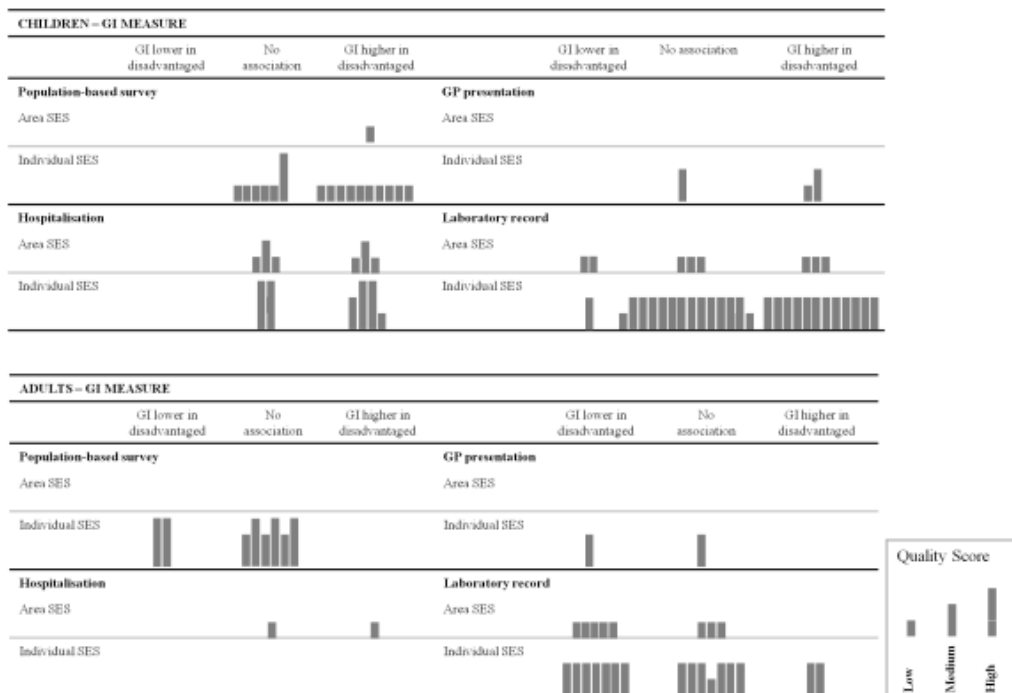 CHILDREN – GI MEASURE
GI lower in disadvantaged No association GI higher in disadvantaged GI lower in disadvantaged No association GI higher in disadvantaged
Population-based survey GP presentation
Area SES Area SES
Individual SES Individual SES
Hospitalisation Laboratory record
Area SES Area SES
Individual SES Individual SES
ADULTS – GI MEASURE
GI lower in disadvantaged No association GI higher in disadvantaged GI lower in disadvantaged No association GI higher in disadvantaged
Population-based survey GP presentation
Area SES Area SES
Individual SES Individual SES
Hospitalisation Laboratory record
Area SES Area SES
Individual SES Individual SES
Quality Score
Low Medium High